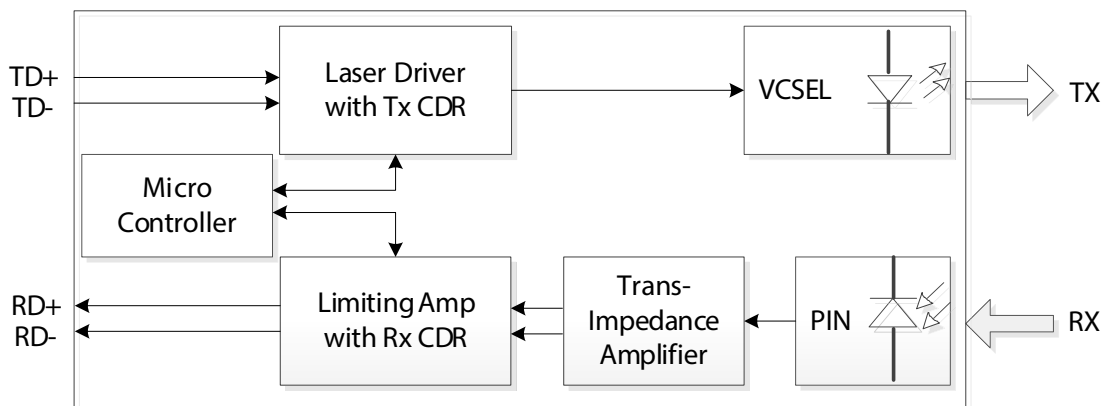 TD+
TD-
Laser Driver
with Tx CDR
VCSEL
TX
Micro
Controller
RD+
RD-
Limiting Amp
with Rx CDR
Trans-
Impedance
Amplifier
PIN
RX